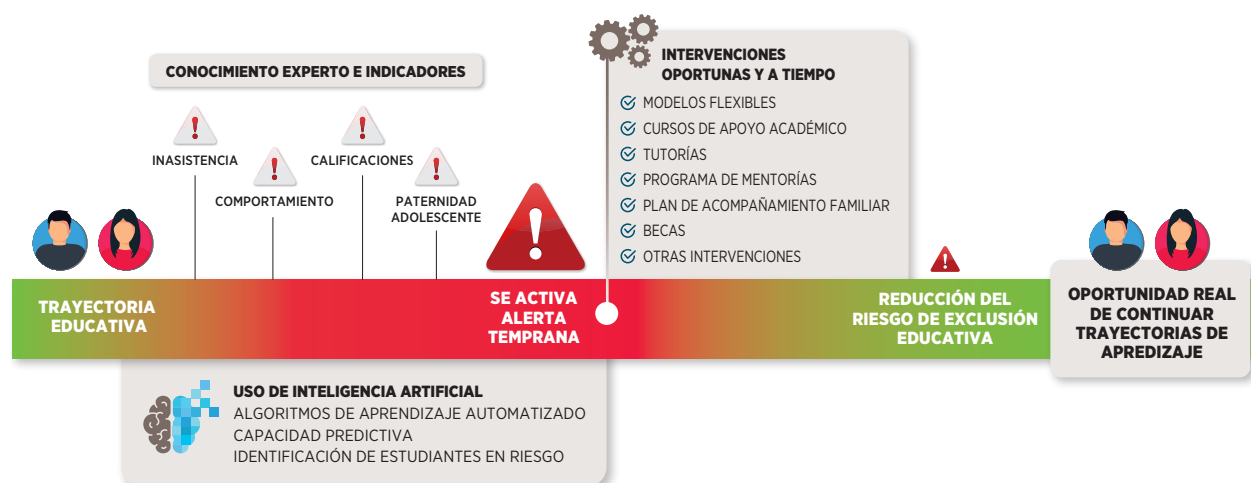 CONOCIMIENTO EXPERTO E INDICADORES
INASISTENCIA
COMPORTAMIENTO
CALIFICACIONES
PATERNIDAD
ADOLESCENTE
INTERVENCIONES
OPORTUNAS Y A TIEMPO
MODELOS FLEXIBLES
CURSOS DE APOYO ACADÉMICO
TUTORÍAS
PROGRAMA DE MENTORÍAS
PLAN DE ACOMPAÑAMIENTO FAMILIAR
BECAS
OTRAS INTERVENCIONES
TRAYECTORIA
EDUCATIVA
SE ACTIVA
ALERTA
TEMPRANA
REDUCCIÓN DEL
RIESGO DE EXCLUSIÓN
EDUCATIVA
OPORTUNIDAD REAL
DE CONTINUAR
TRAYECTORIAS DE
APREDIZAJE
USO DE INTELIGENCIA ARTIFICIAL
ALGORITMOS DE APRENDIZAJE AUTOMATIZADO
CAPACIDAD PREDICTIVA
IDENTIFICACIÓN DE ESTUDIANTES EN RIESGO